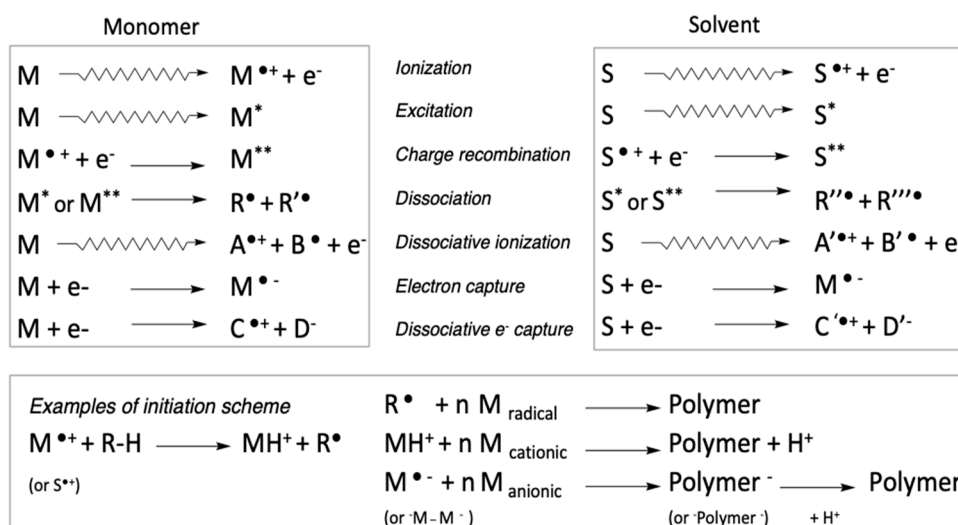 Monomer Solvent
M M•+ + e- Ionization S S•+ + e-
M M* Excitation S S*
M•+ + e- M** Charge recombination S•+ + e- S**
M* or M** R• + R'• Dissociation S* or S** R''• + R'''•
M A•+ + B• + e- Dissociative ionization S A'•+ + B'• + e
M + e- M•- Electron capture S + e- M•-
M + e- C•+ + D- Dissociative e- capture S + e- C'•+ + D'-
Examples of initiation scheme R• + n M radical Polymer
M•+ + R-H MH+ + R• MH+ + n M cationic Polymer + H+
(or S•+) M•- + n M anionic Polymer - Polymer
(or -M–M -) (or -Polymer -) + H+